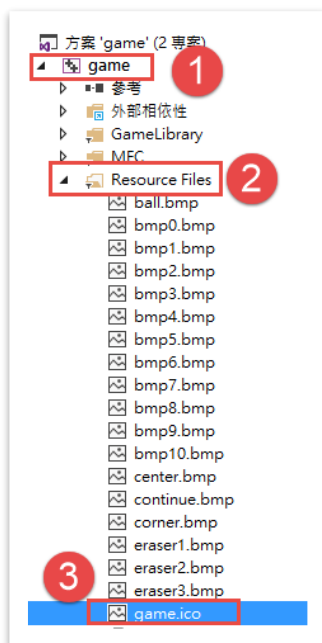 方案 'game' (2 專案)
game
1
參考
外部相依性
GameLibrary
MFC
Resource Files
2
ball.bmp
bmp0.bmp
bmp1.bmp
bmp2.bmp
bmp3.bmp
bmp4.bmp
bmp5.bmp
bmp6.bmp
bmp7.bmp
bmp8.bmp
bmp9.bmp
bmp10.bmp
center.bmp
continue.bmp
corner.bmp
eraser1.bmp
eraser2.bmp
3
eraser3.bmp
game.ico